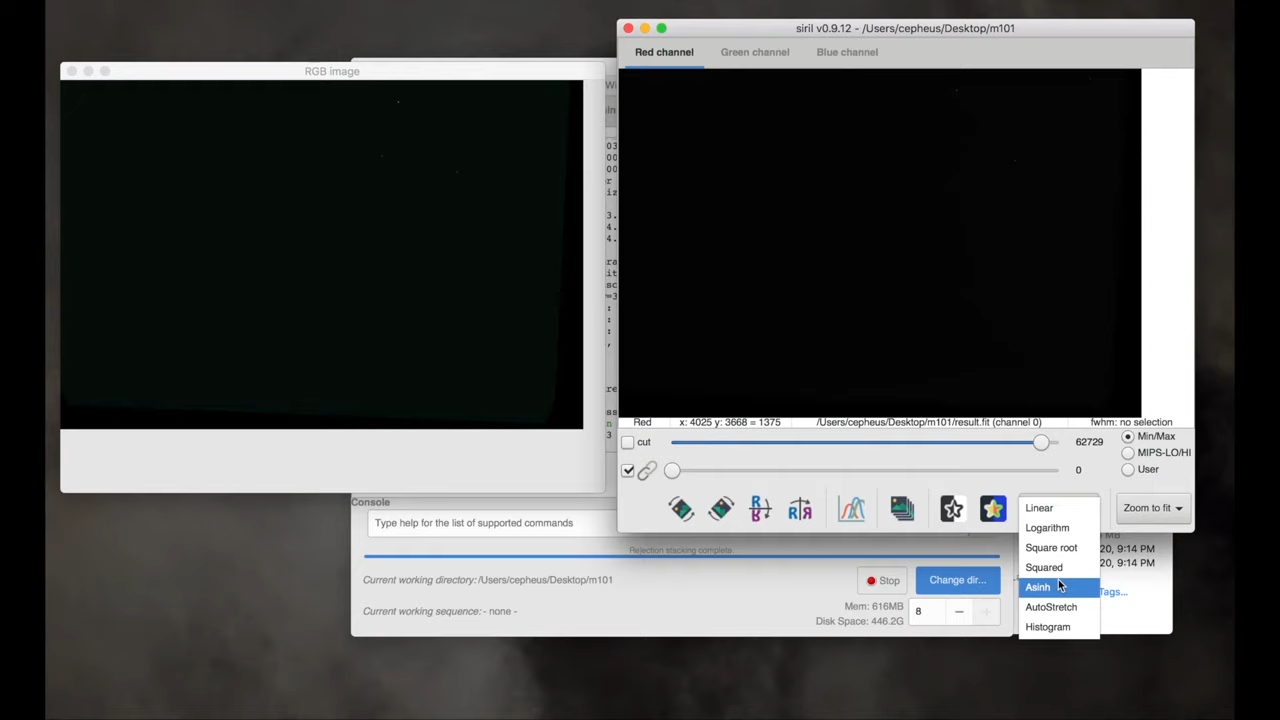 siril v0.9.12 - /Users/cepheus/Desktop/m101
Red channel Green channel Blue channel
RGB image
Red x: 4025 y: 3668 = 1375 /Users/cepheus/Desktop/m101/result.fit (channel 0) fwhm: no selection
cut 62729
0
Min/Max
MIPS-LO/HI
User
Linear
Logarithm
Square root
Squared
Asinh
AutoStretch
Histogram
Zoom to fit
Console
Type help for the list of supported commands
Rejection stacking complete.
Current working directory: /Users/cepheus/Desktop/m101
Stop
Change dir...
Current working sequence: - none -
Mem: 616MB
Disk Space: 446.2G
8
MB
20, 9:14 PM
20, 9:14 PM
Tags...